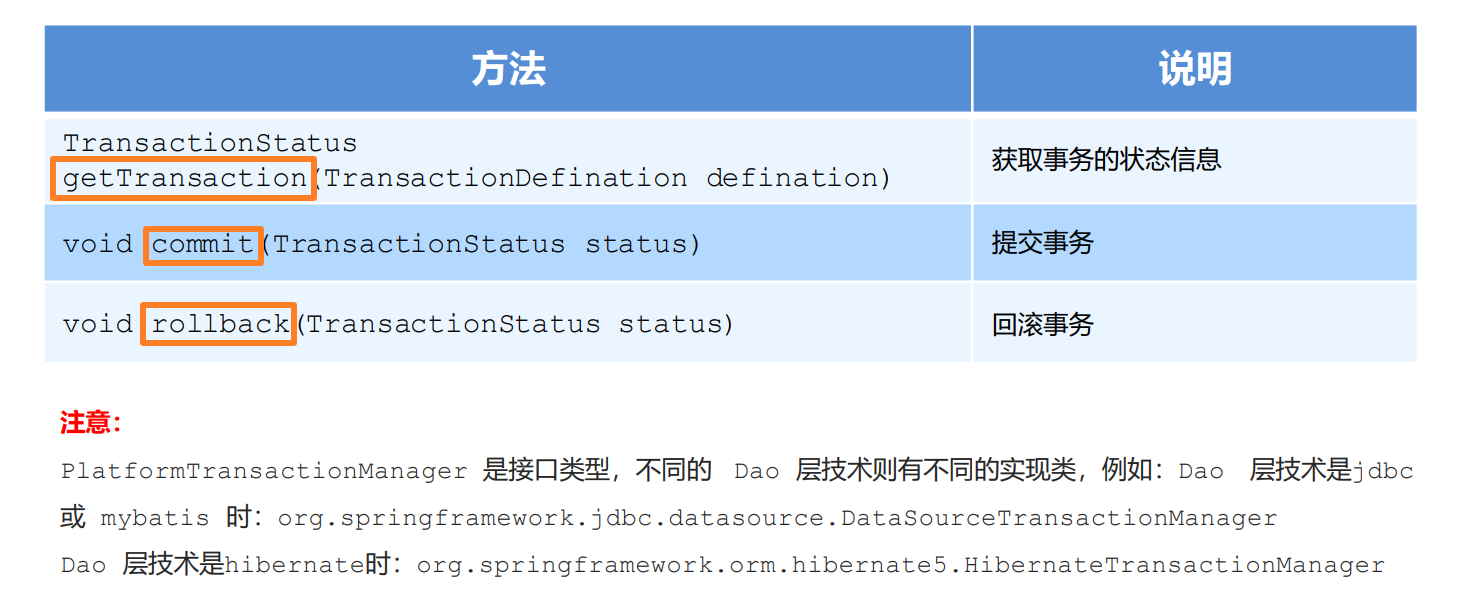 方法 说明
TransactionStatus
getTransaction(TransactionDefination defination) 获取事务的状态信息
void commit(TransactionStatus status) 提交事务
void rollback(TransactionStatus status) 回滚事务
注意：
PlatformTransactionManager 是接口类型，不同的 Dao 层技术则有不同的实现类，例如：Dao 层技术是jdbc
或 mybatis 时：org.springframework.jdbc.datasource.DataSourceTransactionManager
Dao 层技术是hibernate时：org.springframework.orm.hibernate5.HibernateTransactionManager